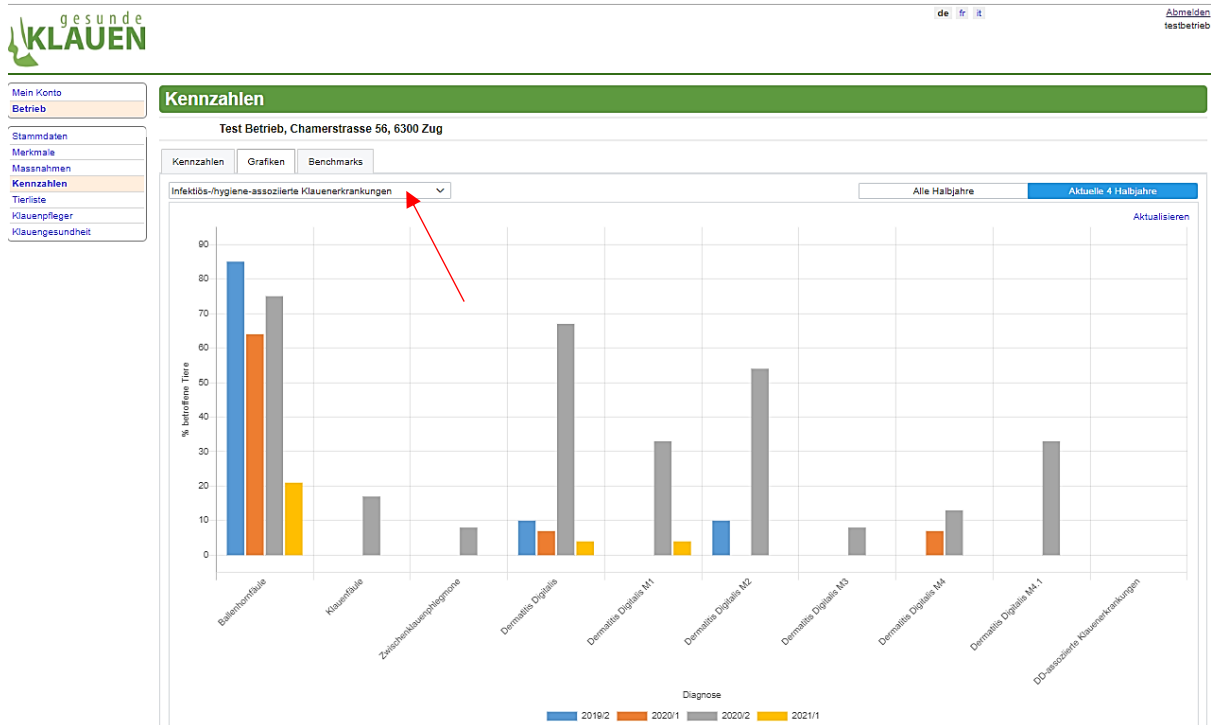 gesunde
KLAUEN
de fr it
Abmelden
testbetrieb
Mein Konto
Betrieb
Stammdaten
Merkmale
Massnahmen
Kennzahlen
Tierliste
Klauenpfleger
Klauengesundheit
Kennzahlen
Test Betrieb, Chamerstrasse 56, 6300 Zug
Kennzahlen Grafiken Benchmarks
Infektiös-/hygiene-assoziierte Klauenerkrankungen
Alle Halbjahre Aktuelle 4 Halbjahre
Aktualisieren
% betroffene Tiere
90
80
70
60
50
40
30
20
10
0
Ballenhornfäule
Klauenfäule
Zwischenklauenphlegmone
Dermatitis Digitalis
Dermatitis Digitalis M1
Dermatitis Digitalis M2
Dermatitis Digitalis M3
Dermatitis Digitalis M4
Dermatitis Digitalis M4.1
DD-assoziierte Klauenerkrankungen
Diagnose
2019/2 2020/1 2020/2 2021/1